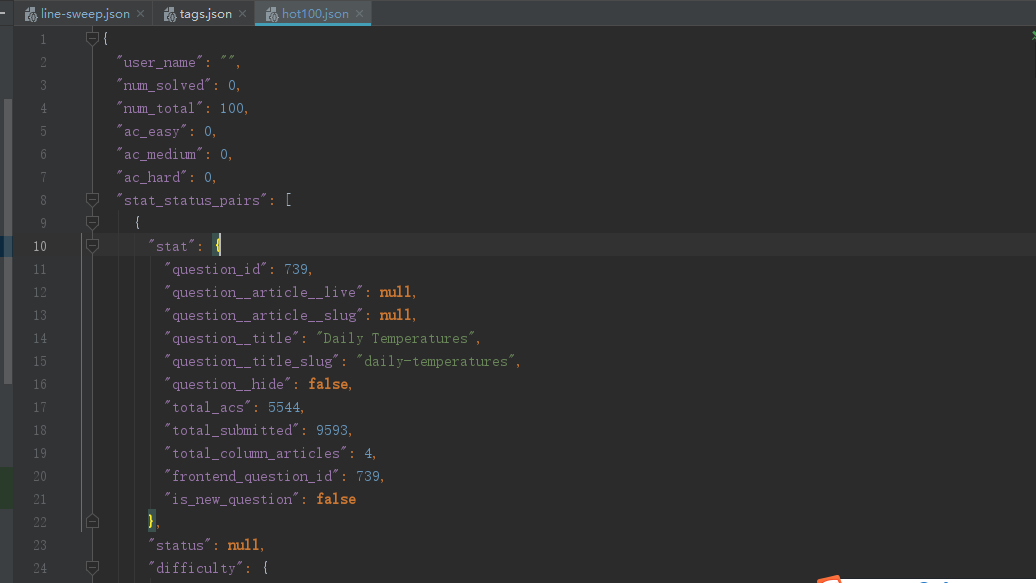 line-sweep.json tags.json hot100.json
1 {
2 "user_name": "",
3 "num_solved": 0,
4 "num_total": 100,
5 "ac_easy": 0,
6 "ac_medium": 0,
7 "ac_hard": 0,
8 "stat_status_pairs": [
9 {
10 "stat": {
11 "question_id": 739,
12 "question__article__live": null,
13 "question__article__slug": null,
14 "question__title": "Daily Temperatures",
15 "question__title_slug": "daily-temperatures",
16 "question__hide": false,
17 "total_acs": 5544,
18 "total_submitted": 9593,
19 "total_column_articles": 4,
20 "frontend_question_id": 739,
21 "is_new_question": false
22 },
23 "status": null,
24 "difficulty": {